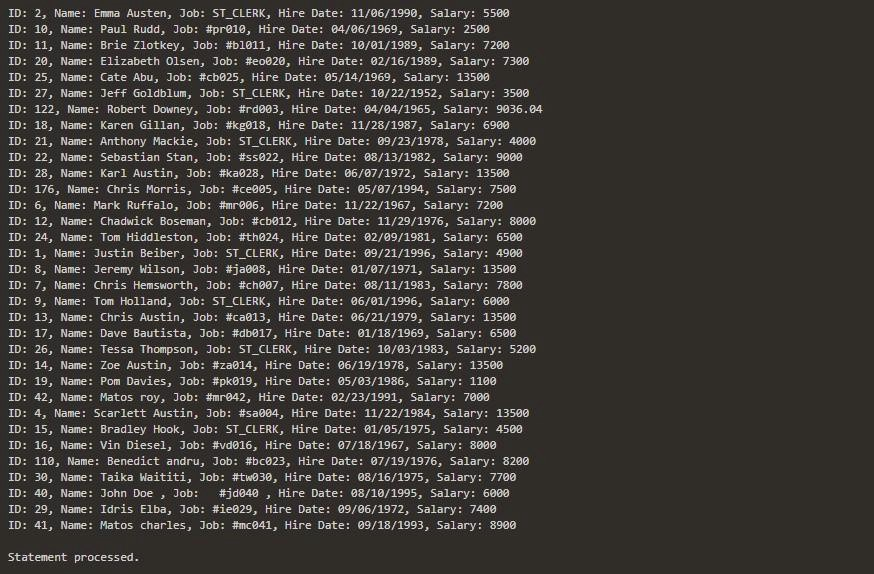 ID: 2, Name: Emma Austen, Job: ST_CLERK, Hire Date: 11/06/1990, Salary: 5500
ID: 10, Name: Paul Rudd, Job: #pr010, Hire Date: 04/06/1969, Salary: 2500
ID: 11, Name: Brie Zlotkey, Job: #bl011, Hire Date: 10/01/1989, Salary: 7200
ID: 20, Name: Elizabeth Olsen, Job: #eo020, Hire Date: 02/16/1989, Salary: 7300
ID: 25, Name: Cate Abu, Job: #cb025, Hire Date: 05/14/1969, Salary: 13500
ID: 27, Name: Jeff Goldblum, Job: ST_CLERK, Hire Date: 10/22/1952, Salary: 3500
ID: 122, Name: Robert Downey, Job: #rd003, Hire Date: 04/04/1965, Salary: 9036.04
ID: 18, Name: Karen Gillan, Job: #kg018, Hire Date: 11/28/1987, Salary: 6900
ID: 21, Name: Anthony Mackie, Job: ST_CLERK, Hire Date: 09/23/1978, Salary: 4000
ID: 22, Name: Sebastian Stan, Job: #ss022, Hire Date: 08/13/1982, Salary: 9000
ID: 28, Name: Karl Austin, Job: #ka028, Hire Date: 06/07/1972, Salary: 13500
ID: 176, Name: Chris Morris, Job: #ce005, Hire Date: 05/07/1994, Salary: 7500
ID: 6, Name: Mark Ruffalo, Job: #mr006, Hire Date: 11/22/1967, Salary: 7200
ID: 12, Name: Chadwick Boseman, Job: #cb012, Hire Date: 11/29/1976, Salary: 8000
ID: 24, Name: Tom Hiddleston, Job: #th024, Hire Date: 02/09/1981, Salary: 6500
ID: 1, Name: Justin Beiber, Job: ST_CLERK, Hire Date: 09/21/1996, Salary: 4900
ID: 8, Name: Jeremy Wilson, Job: #ja008, Hire Date: 01/07/1971, Salary: 13500
ID: 7, Name: Chris Hemsworth, Job: #ch007, Hire Date: 08/11/1983, Salary: 7800
ID: 9, Name: Tom Holland, Job: ST_CLERK, Hire Date: 06/01/1996, Salary: 6000
ID: 13, Name: Chris Austin, Job: #ca013, Hire Date: 06/21/1979, Salary: 13500
ID: 17, Name: Dave Bautista, Job: #db017, Hire Date: 01/18/1969, Salary: 6500
ID: 26, Name: Tessa Thompson, Job: ST_CLERK, Hire Date: 10/03/1983, Salary: 5200
ID: 14, Name: Zoe Austin, Job: #za014, Hire Date: 06/19/1978, Salary: 13500
ID: 19, Name: Pom Davies, Job: #pk019, Hire Date: 05/03/1986, Salary: 1100
ID: 42, Name: Matos roy, Job: #mr042, Hire Date: 02/23/1991, Salary: 7000
ID: 4, Name: Scarlett Austin, Job: #sa004, Hire Date: 11/22/1984, Salary: 13500
ID: 15, Name: Bradley Hook, Job: ST_CLERK, Hire Date: 01/05/1975, Salary: 4500
ID: 16, Name: Vin Diesel, Job: #vd016, Hire Date: 07/18/1967, Salary: 8000
ID: 110, Name: Benedict andru, Job: #bc023, Hire Date: 07/19/1976, Salary: 8200
ID: 30, Name: Taika Waititi, Job: #tw030, Hire Date: 08/16/1975, Salary: 7700
ID: 40, Name: John Doe , Job:   #jd040 , Hire Date: 08/10/1995, Salary: 6000
ID: 29, Name: Idris Elba, Job: #ie029, Hire Date: 09/06/1972, Salary: 7400
ID: 41, Name: Matos charles, Job: #mc041, Hire Date: 09/18/1993, Salary: 8900
Statement processed.